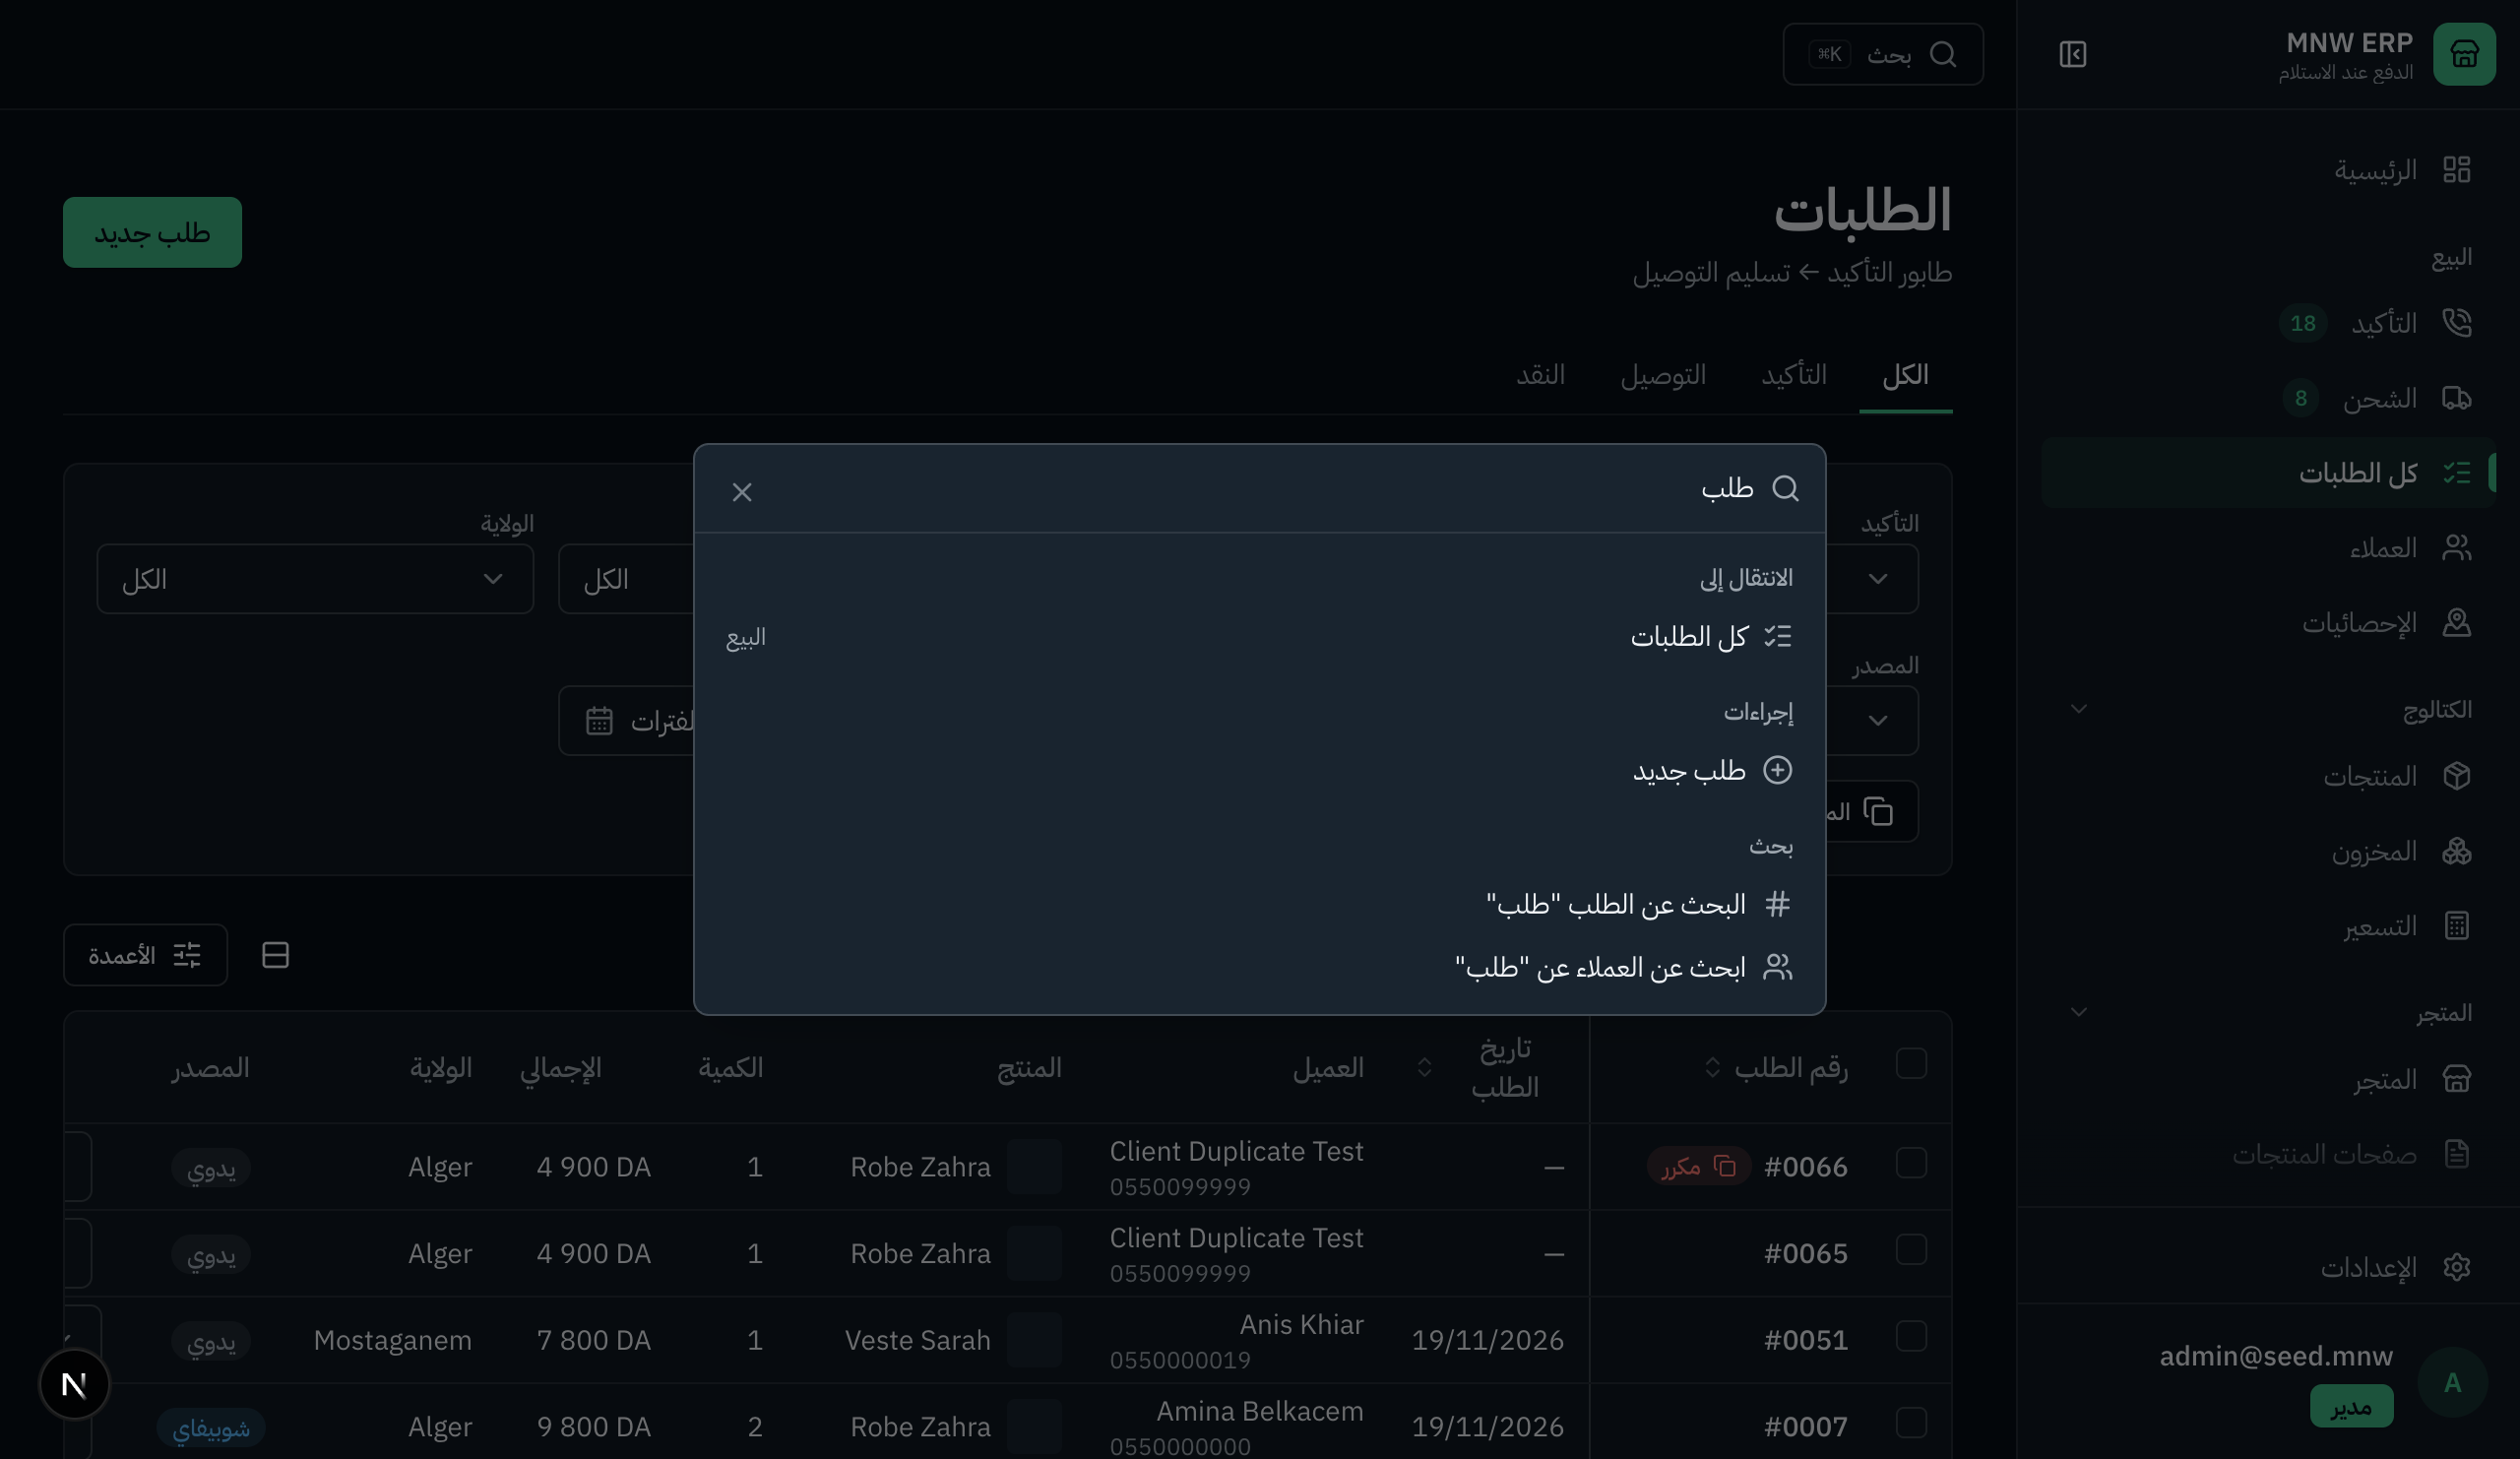 MNW ERP
الدفع عند الاستلام
بحث
⌘K
الرئيسية
البيع
التأكيد
18
الشحن
8
كل الطلبات
العملاء
الإحصائيات
الكتالوج
المنتجات
المخزون
التسعير
المتجر
المتجر
صفحات المنتجات
الإعدادات
admin@seed.mnw
A
مدير
الطلبات
طابور التأكيد ← تسليم التوصيل
طلب جديد
الكل
التأكيد
التوصيل
النقد
التأكيد
الكل
الولاية
الكل
المصدر
طلب
الانتقال إلى
كل الطلبات
البيع
إجراءات
طلب جديد
بحث
البحث عن الطلب "طلب"
ابحث عن العملاء عن "طلب"
الأعمدة
رقم الطلب تاريخ الطلب العميل المنتج الكمية الإجمالي الولاية المصدر
#0066 مكرر — Client Duplicate Test Robe Zahra 1 4 900 DA Alger يدوي
0550099999
#0065 — Client Duplicate Test Robe Zahra 1 4 900 DA Alger يدوي
0550099999
#0051 19/11/2026 Anis Khiar Veste Sarah 1 7 800 DA Mostaganem يدوي
0550000019
#0007 19/11/2026 Amina Belkacem Robe Zahra 2 9 800 DA Alger شوبيفاي
0550000000
N